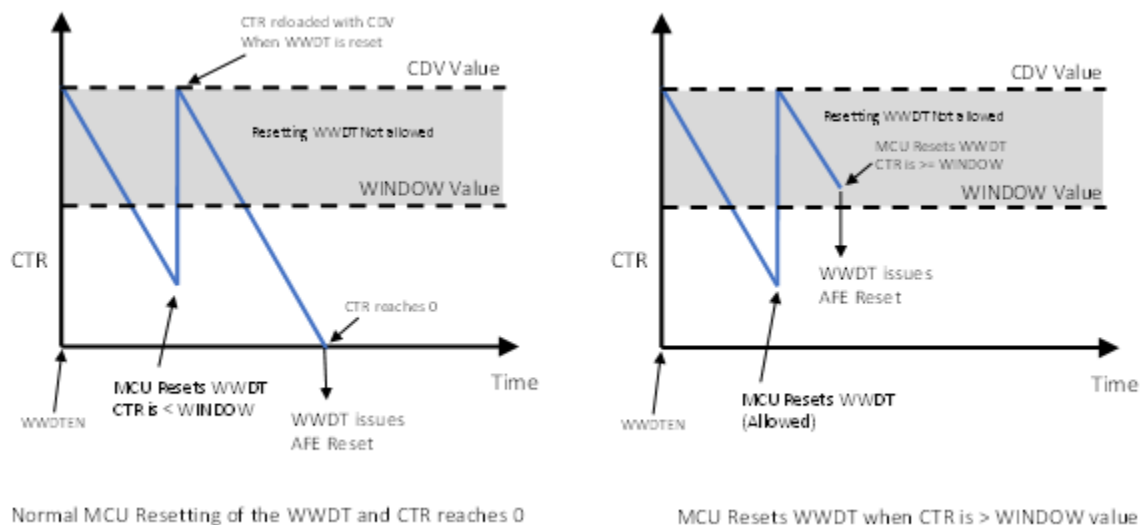 CTR reloaded with CDV
When WWDT is reset
CDV Value
Resetting WWDT Not allowed
WINDOW Value
CTR
CTR reaches 0
Time
MCU Resets WWDT
CTR is < WINDOW
WWDTEN
WWDT issues
AFE Reset
Normal MCU Resetting of the WWDT and CTR reaches 0
CDV Value
Resetting WWDT Not allowed
MCU Resets WWDT
CTR is >= WINDOW
WINDOW Value
CTR
WWDT issues
AFE Reset
Time
MCU Resets WWDT
(Allowed)
WWDTEN
MCU Resets WWDT when CTR is > WINDOW value